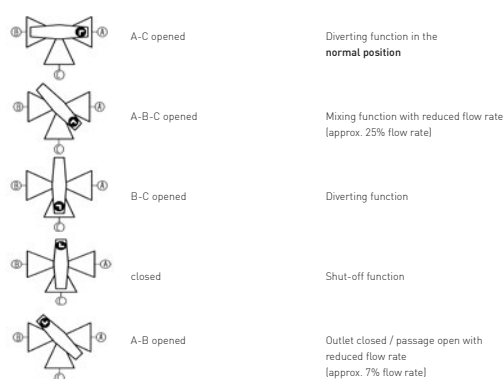 B A
A-C opened Diverting function in the
normal position
C
B A
A-B-C opened Mixing function with reduced flow rate
(approx. 25% flow rate)
C
B A
B-C opened Diverting function
C
B A
closed Shut-off function
C
B A
A-B opened Outlet closed / passage open with
reduced flow rate
(approx. 7% flow rate)
C